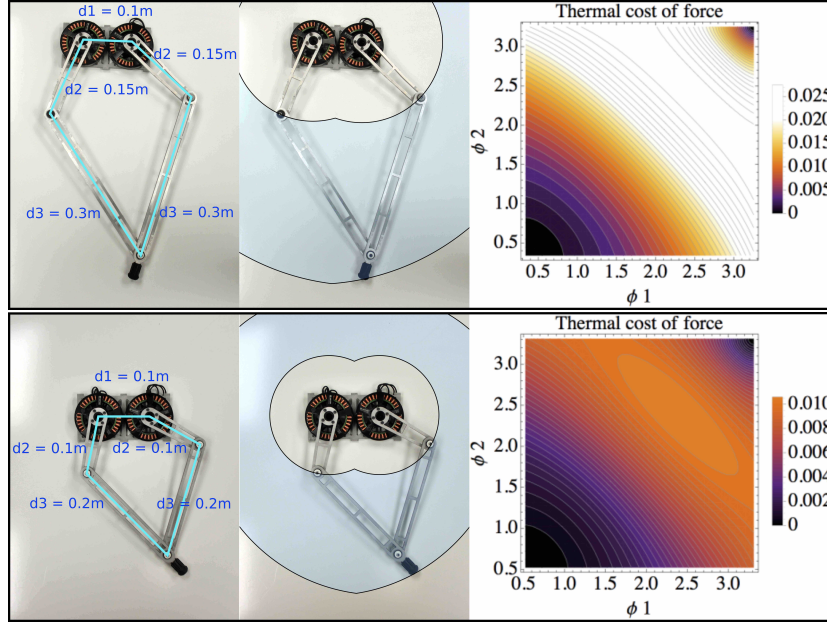 d1 = 0.1m
d2 = 0.15m
d2 = 0.15m
d3 = 0.3m
d3 = 0.3m
Thermal cost of force
3.0
2.5
2.0
1.5
1.0
0.5
ϕ 2
0.5 1.0 1.5 2.0 2.5 3.0
ϕ 1
0.025
0.020
0.015
0.010
0.005
0
d1 = 0.1m
d2 = 0.1m
d2 = 0.1m
d3 = 0.2m
d3 = 0.2m
Thermal cost of force
3.0
2.5
2.0
1.5
1.0
0.5
ϕ 2
0.5 1.0 1.5 2.0 2.5 3.0
ϕ 1
0.010
0.008
0.006
0.004
0.002
0